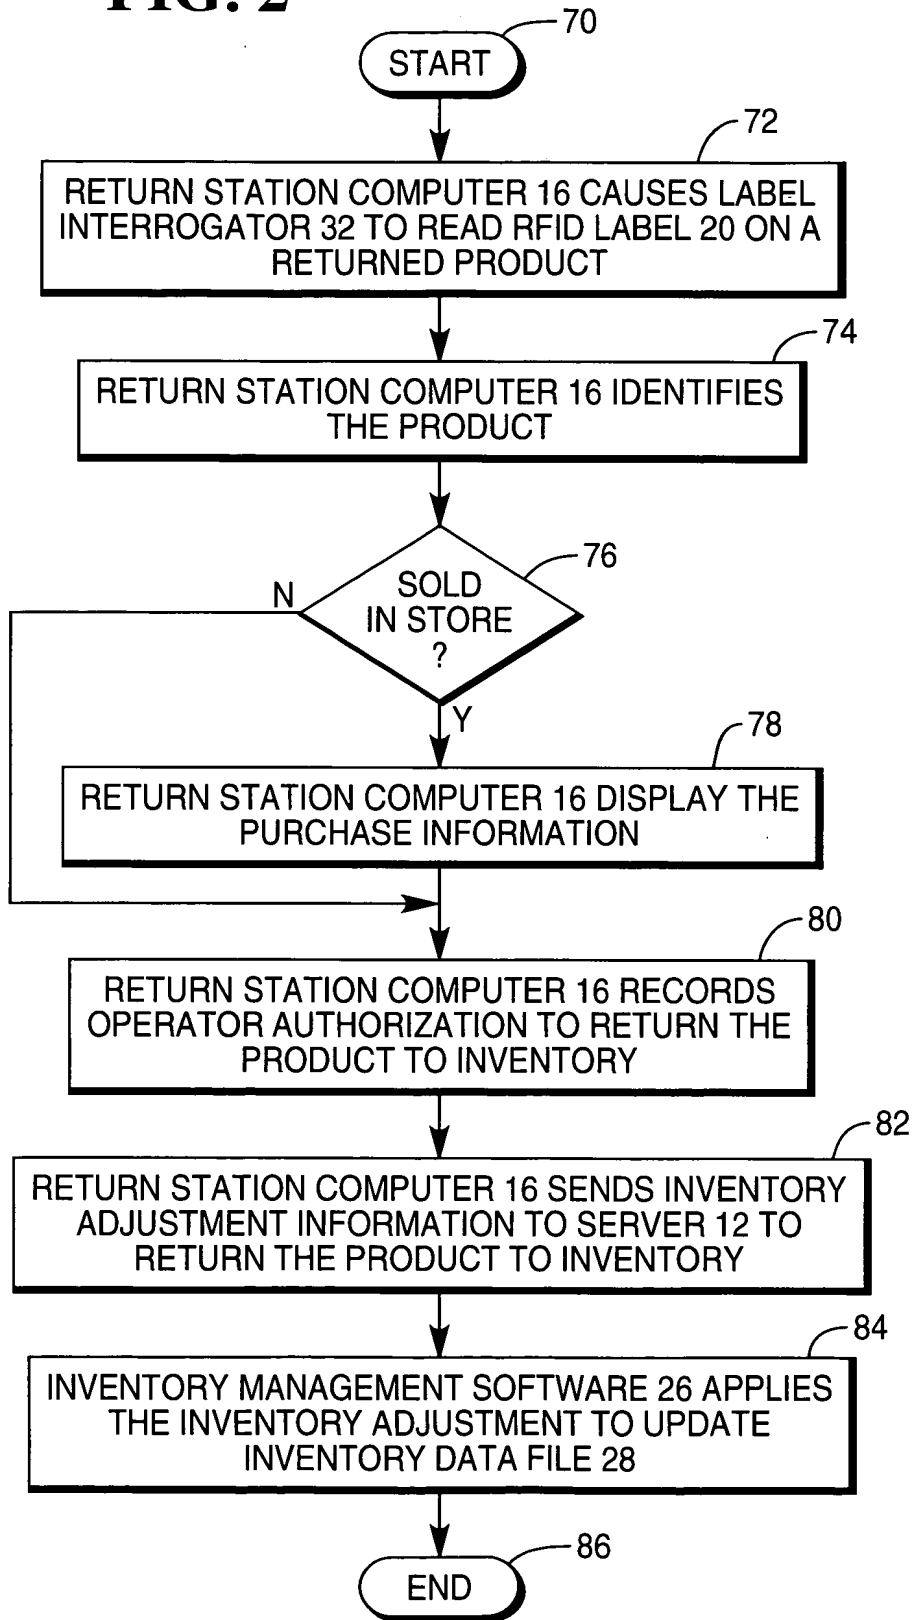 FIG. 2
70
START
72
RETURN STATION COMPUTER 16 CAUSES LABEL
INTERROGATOR 32 TO READ RFID LABEL 20 ON A
RETURNED PRODUCT
74
RETURN STATION COMPUTER 16 IDENTIFIES
THE PRODUCT
76
SOLD
IN STORE
?
N
Y
78
RETURN STATION COMPUTER 16 DISPLAY THE
PURCHASE INFORMATION
80
RETURN STATION COMPUTER 16 RECORDS
OPERATOR AUTHORIZATION TO RETURN THE
PRODUCT TO INVENTORY
82
RETURN STATION COMPUTER 16 SENDS INVENTORY
ADJUSTMENT INFORMATION TO SERVER 12 TO
RETURN THE PRODUCT TO INVENTORY
84
INVENTORY MANAGEMENT SOFTWARE 26 APPLIES
THE INVENTORY ADJUSTMENT TO UPDATE
INVENTORY DATA FILE 28
86
END